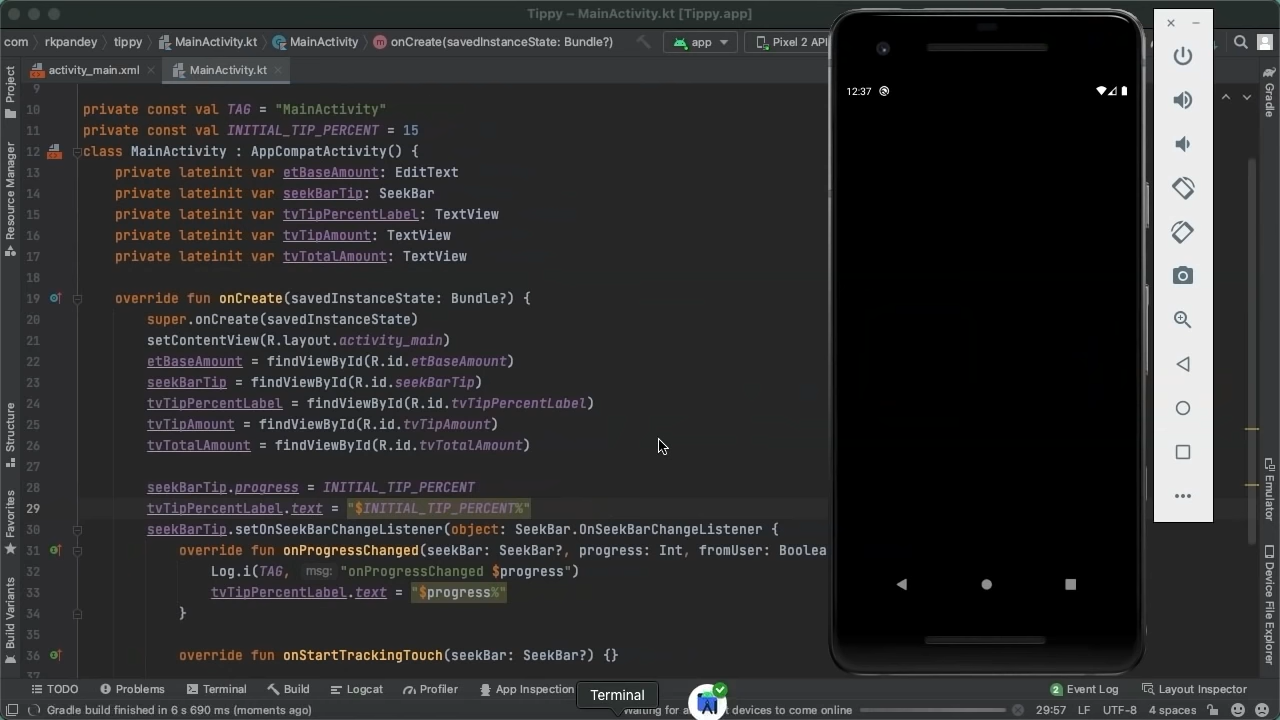 Tippy – MainActivity.kt [Tippy.app]
com rkpandey tippy MainActivity.kt MainActivity onCreate(savedInstanceState: Bundle?) app Pixel 2 API
activity_main.xml MainActivity.kt
9
10 private const val TAG = "MainActivity"
11 private const val INITIAL_TIP_PERCENT = 15
12 class MainActivity : AppCompatActivity() {
13 private lateinit var etBaseAmount: EditText
14 private lateinit var seekBarTip: SeekBar
15 private lateinit var tvTipPercentLabel: TextView
16 private lateinit var tvTipAmount: TextView
17 private lateinit var tvTotalAmount: TextView
18
19 override fun onCreate(savedInstanceState: Bundle?) {
20 super.onCreate(savedInstanceState)
21 setContentView(R.layout.activity_main)
22 etBaseAmount = findViewById(R.id.etBaseAmount)
23 seekBarTip = findViewById(R.id.seekBarTip)
24 tvTipPercentLabel = findViewById(R.id.tvTipPercentLabel)
25 tvTipAmount = findViewById(R.id.tvTipAmount)
26 tvTotalAmount = findViewById(R.id.tvTotalAmount)
27
28 seekBarTip.progress = INITIAL_TIP_PERCENT
29 tvTipPercentLabel.text = "$INITIAL_TIP_PERCENT%"
30 seekBarTip.setOnSeekBarChangeListener(object: SeekBar.OnSeekBarChangeListener {
31 override fun onProgressChanged(seekBar: SeekBar?, progress: Int, fromUser: Boolea
32 Log.i(TAG, msg: "onProgressChanged $progress")
33 tvTipPercentLabel.text = "$progress%"
34 }
35
36 override fun onStartTrackingTouch(seekBar: SeekBar?) {}
37
Project
Resource Manager
Structure
Favorites
Build Variants
12:37
Gradle
Emulator
Device File Explorer
TODO Problems Terminal Build Logcat Profiler App Inspection 2 Event Log Layout Inspector
Terminal
Gradle build finished in 6 s 690 ms (moments ago) Waiting for a devices to come online 29:57 LF UTF-8 4 spaces